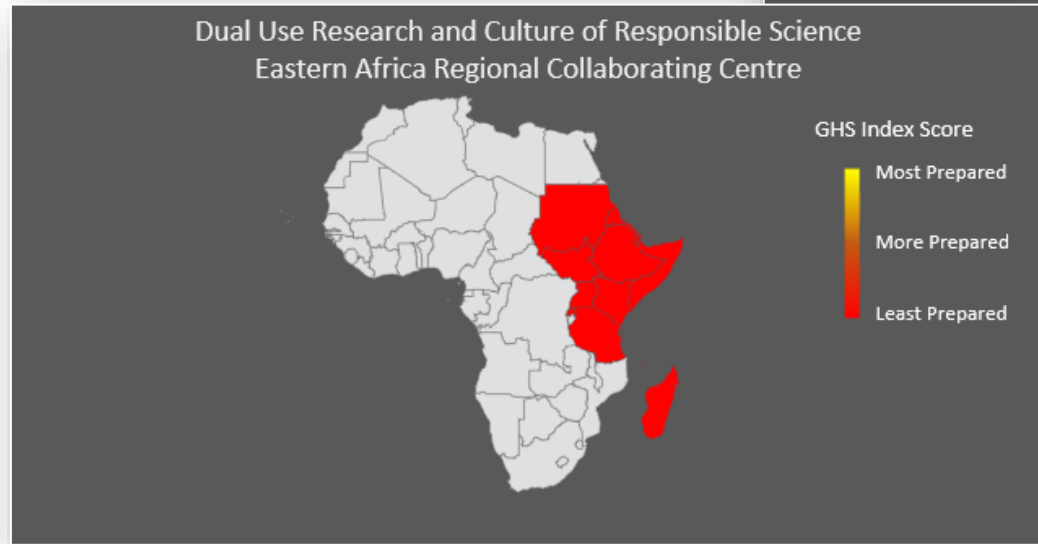 Dual Use Research and Culture of Responsible Science
Eastern Africa Regional Collaborating Centre
GHS Index Score
Most Prepared
More Prepared
Least Prepared